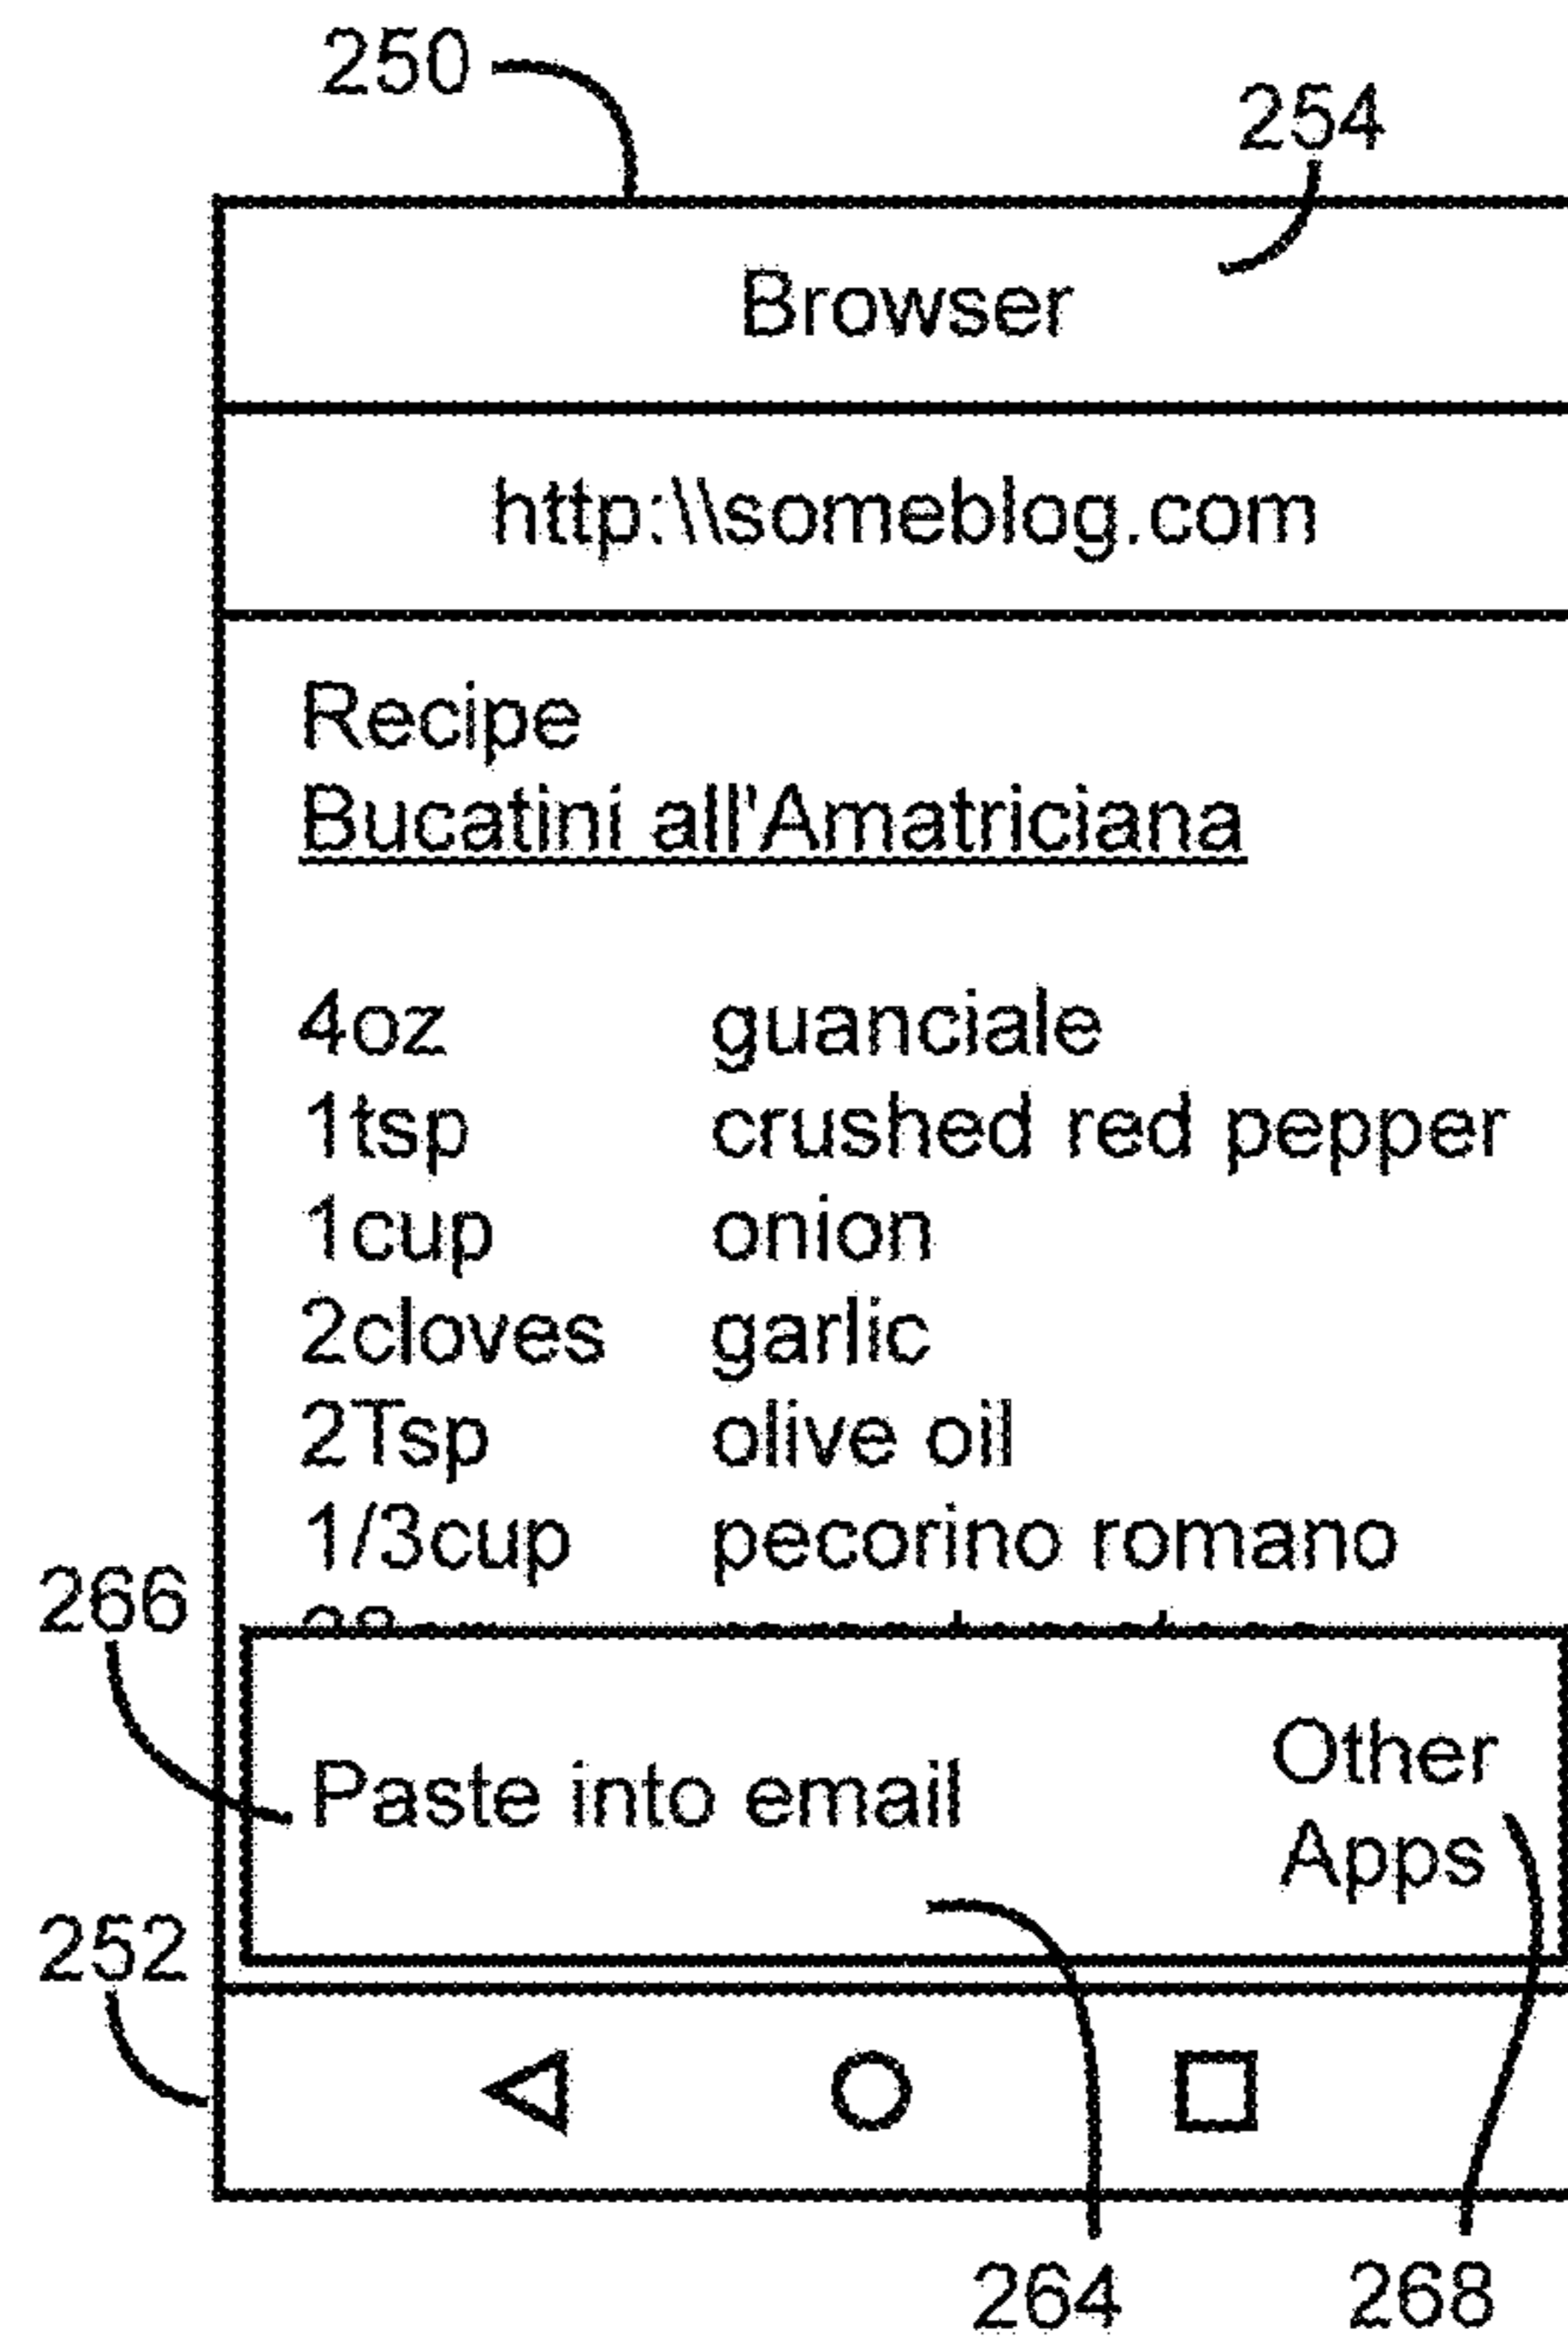 250
254
Browser
http:\\someblog.com
Recipe
Bucatini all'Amatriciana
4oz guanciale
1tsp crushed red pepper
1cup onion
2cloves garlic
2Tsp olive oil
1/3cup pecorino romano
266
Paste into email
Other
Apps
252
264 268